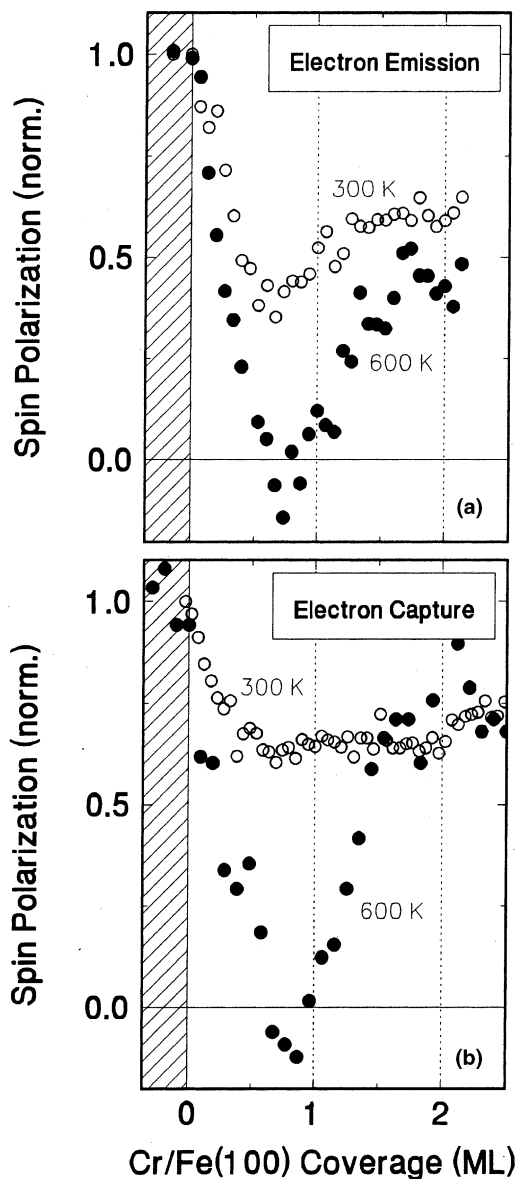 Electron Emission
1.0
0.5
0.0
Spin Polarization (norm.)
300 K
600 K
(a)
Electron Capture
1.0
0.5
0.0
Spin Polarization (norm.)
300 K
600 K
(b)
0 1 2
Cr/Fe(100) Coverage (ML)